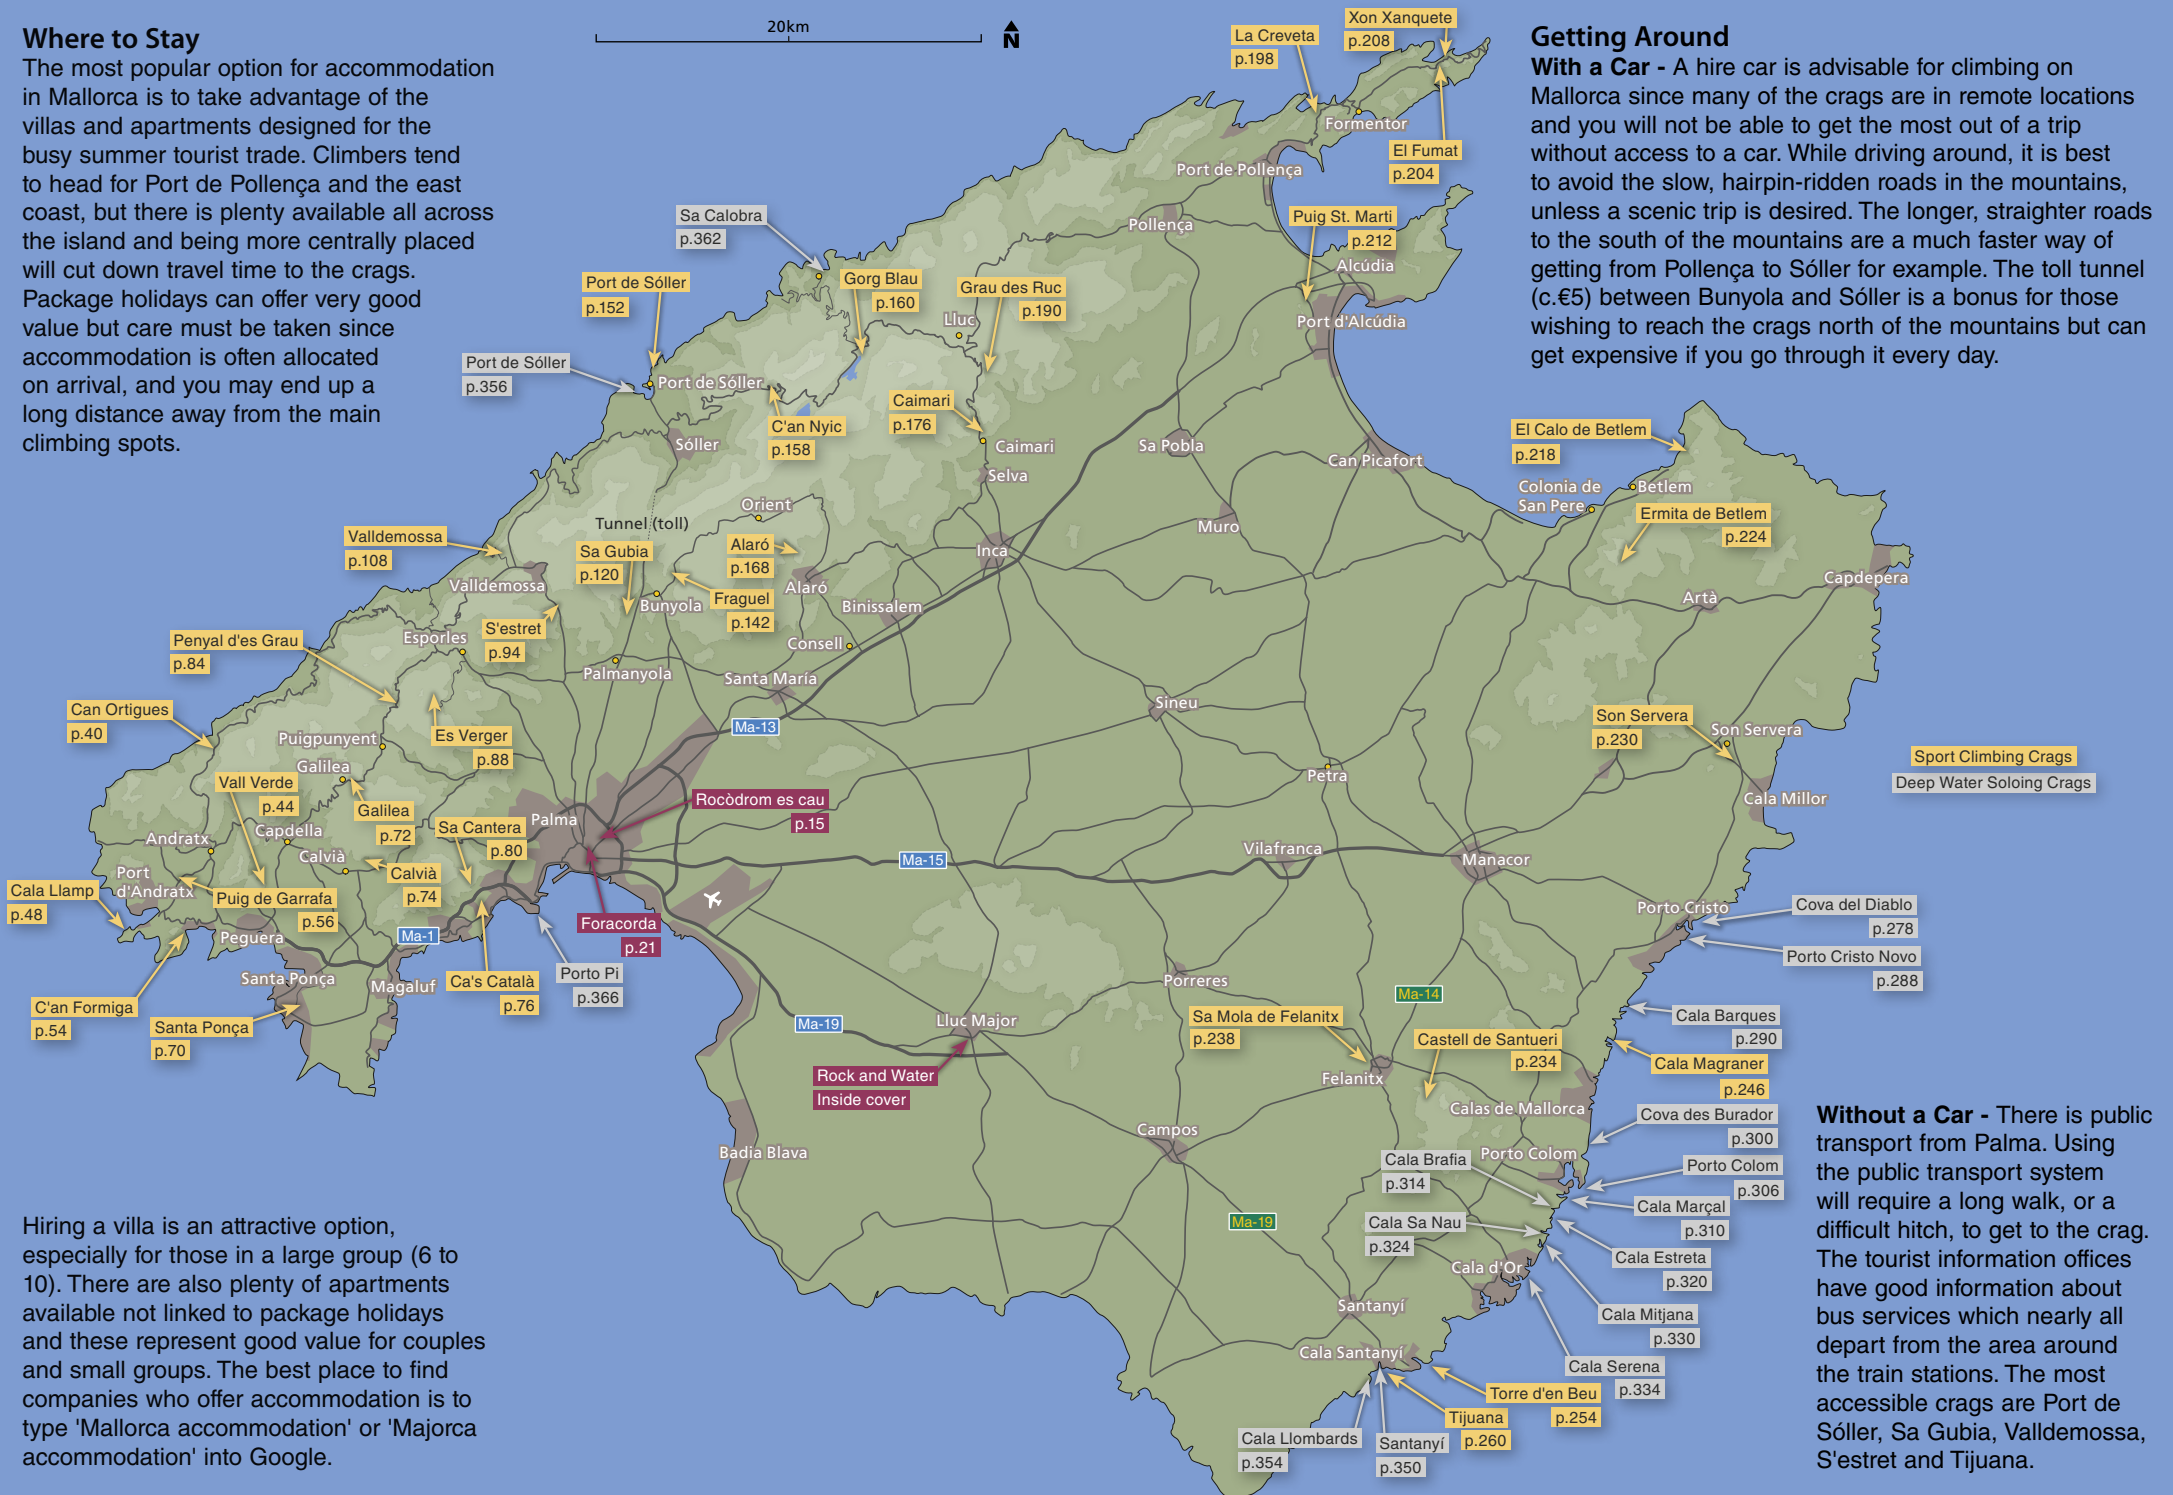 Where to Stay
The most popular option for accommodation
in Mallorca is to take advantage of the
villas and apartments designed for the
busy summer tourist trade. Climbers tend
to head for Port de Pollença and the east
coast, but there is plenty available all across
the island and being more centrally placed
will cut down travel time to the crags.
Package holidays can offer very good
value but care must be taken since
accommodation is often allocated
on arrival, and you may end up a
long distance away from the main
climbing spots.
20km
N
Getting Around
With a Car - A hire car is advisable for climbing on
Mallorca since many of the crags are in remote locations
and you will not be able to get the most out of a trip
without access to a car. While driving around, it is best
to avoid the slow, hairpin-ridden roads in the mountains,
unless a scenic trip is desired. The longer, straighter roads
to the south of the mountains are a much faster way of
getting from Pollença to Sóller for example. The toll tunnel
(c.€5) between Bunyola and Sóller is a bonus for those
wishing to reach the crags north of the mountains but can
get expensive if you go through it every day.
Xon Xanquete
p.208
La Creveta
p.198
Formentor
El Fumat
p.204
Port de Pollença
Puig St. Marti
p.212
Pollença
Alcúdia
Port d'Alcúdia
Sa Calobra
p.362
Port de Sóller
p.152
Gorg Blau
p.160
Grau des Ruc
p.190
Lluc
Port de Sóller
p.356
Port de Sóller
C'an Nyic
p.158
Caimari
p.176
Caimari
Selva
Sóller
Sa Pobla
Can Picafort
El Calo de Betlem
p.218
Colonia de
San Pere
Betlem
Ermita de Betlem
p.224
Orient
Tunnel (toll)
Muro
Valldemossa
p.108
Sa Gubia
p.120
Alaró
p.168
Inca
Valldemossa
Fraguel
p.142
Bunyola
Alaró
Binissalem
Capdepera
Artà
Penyal d'es Grau
p.84
Esporles
S'estret
p.94
Consell
Palmanyola
Santa María
Can Ortigues
p.40
Puigpunyent
Es Verger
p.88
Ma-13
Sineu
Son Servera
p.230
Son Servera
Sport Climbing Crags
Deep Water Soloing Crags
Galilea
Vall Verde
p.44
Galilea
p.72
Petra
Cala Millor
Rocòdrom es cau
p.15
Palma
Sa Cantera
p.80
Andratx
Capdella
Calvià
Calvià
p.74
Ma-15
Vilafranca
Manacor
Port
d'Andratx
Cala Llamp
p.48
Puig de Garrafa
p.56
Peguera
Ma-1
Foracorda
p.21
Porto Cristo
Cova del Diablo
p.278
Porto Cristo Novo
p.288
Santa Ponça
Magaluf
Ca's Català
p.76
Porto Pi
p.366
Porreres
Ma-14
C'an Formiga
p.54
Santa Ponça
p.70
Ma-19
Lluc Major
Sa Mola de Felanitx
p.238
Castell de Santueri
p.234
Cala Barques
p.290
Cala Magraner
p.246
Rock and Water
Inside cover
Felanitx
Calas de Mallorca
Cova des Burador
p.300
Badia Blava
Campos
Cala Brafia
p.314
Porto Colom
Porto Colom
p.306
Cala Marçal
p.310
Ma-19
Cala Sa Nau
p.324
Cala Estreta
p.320
Cala d'Or
Santanyí
Cala Mitjana
p.330
Cala Santanyí
Cala Serena
p.334
Torre d'en Beu
p.254
Tijuana
p.260
Cala Llombards
p.354
Santanyí
p.350
Hiring a villa is an attractive option,
especially for those in a large group (6 to
10). There are also plenty of apartments
available not linked to package holidays
and these represent good value for couples
and small groups. The best place to find
companies who offer accommodation is to
type 'Mallorca accommodation' or 'Majorca
accommodation' into Google.
Without a Car - There is public
transport from Palma. Using
the public transport system
will require a long walk, or a
difficult hitch, to get to the crag.
The tourist information offices
have good information about
bus services which nearly all
depart from the area around
the train stations. The most
accessible crags are Port de
Sóller, Sa Gubia, Valldemossa,
S'estret and Tijuana.